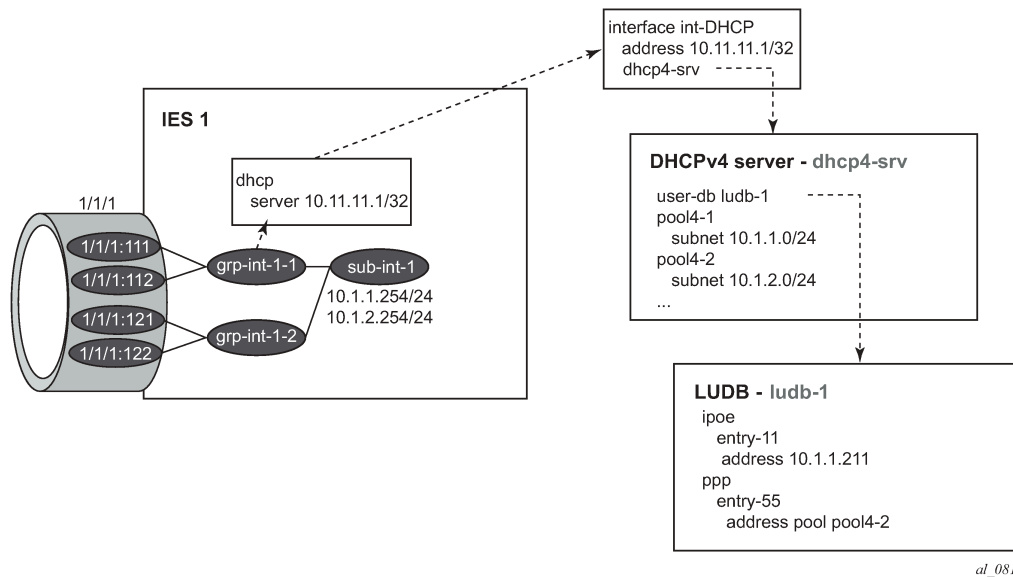 interface int-DHCP
address 10.11.11.1/32
dhcp4-srv
IES 1
dhcp
server 10.11.11.1/32
1/1/1
1/1/1:111
1/1/1:112
1/1/1:121
1/1/1:122
grp-int-1-1
grp-int-1-2
sub-int-1
10.1.1.254/24
10.1.2.254/24
DHCPv4 server - dhcp4-srv
user-db ludb-1
pool4-1
subnet 10.1.1.0/24
pool4-2
subnet 10.1.2.0/24
...
LUDB - ludb-1
ipoe
entry-11
address 10.1.1.211
ppp
entry-55
address pool pool4-2
al_081